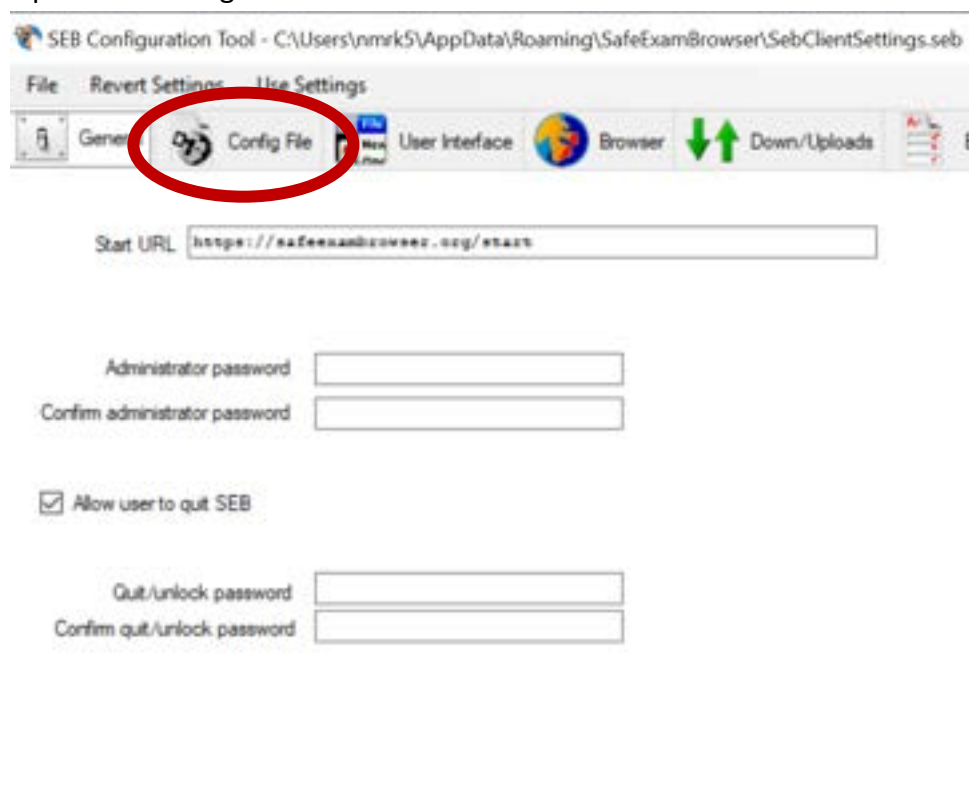 SEB Configuration Tool - C:\Users\nmrk5\AppData\Roaming\SafeExamBrowser\SebClientSettings.seb
File Revert Settings Use Settings
General Config File User Interface Browser Down/Uploads
Start URL https://safeexambrowser.org/start
Administrator password
Confirm administrator password
Allow user to quit SEB
Quit/unlock password
Confirm quit/unlock password